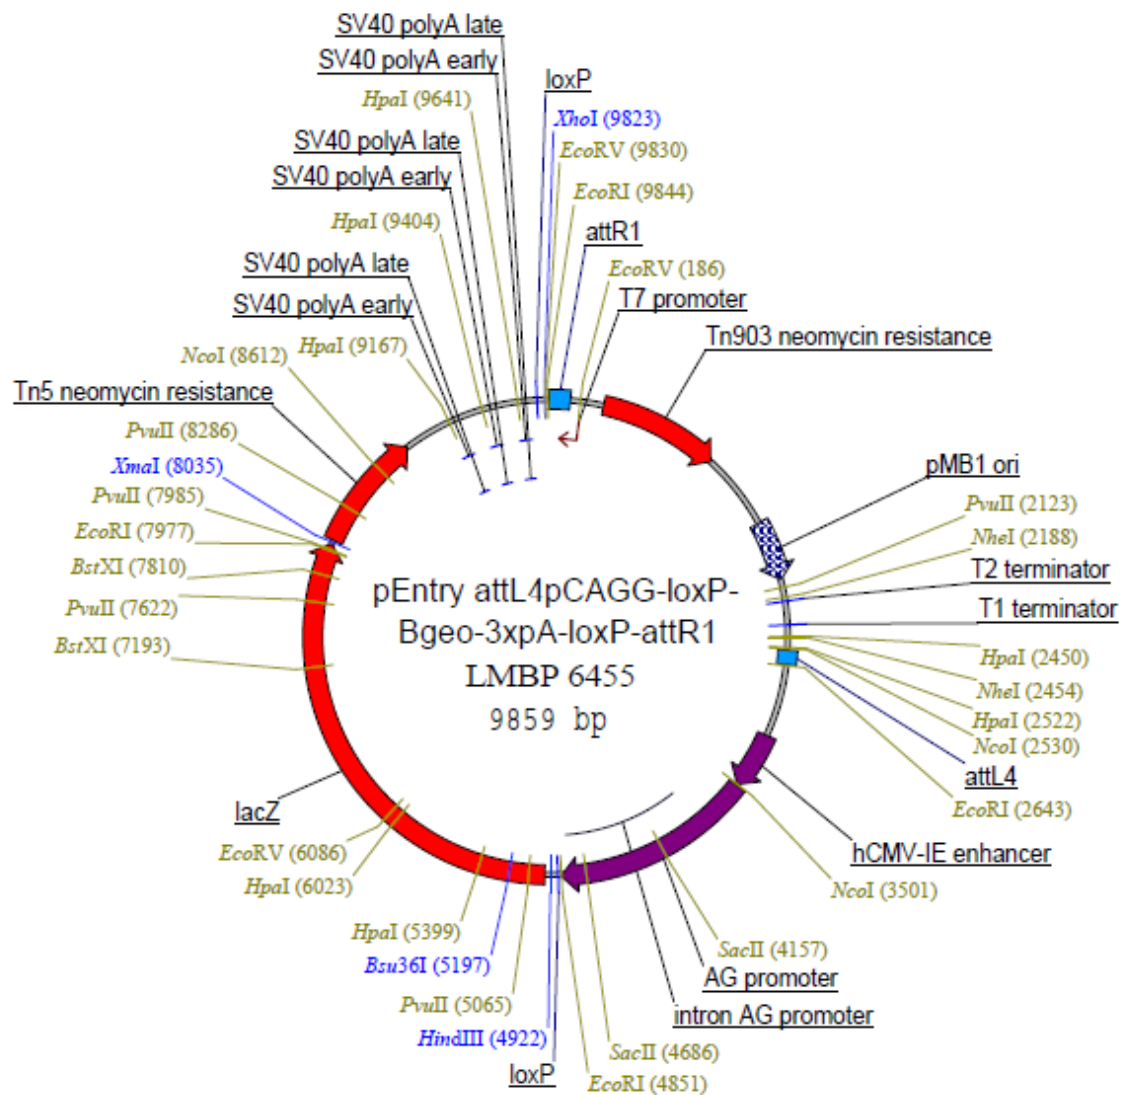 SV40 polyA late
SV40 polyA early
HpaI (9641)
SV40 polyA late
SV40 polyA early
HpaI (9404)
SV40 polyA late
SV40 polyA early
HpaI (9167)
NcoI (8612)
Tn5 neomycin resistance
PvuII (8286)
XmaI (8035)
PvuII (7985)
EcoRI (7977)
BstXI (7810)
PvuII (7622)
BstXI (7193)
lacZ
EcoRV (6086)
HpaI (6023)
HpaI (5399)
Bsu36I (5197)
PvuII (5065)
HindIII (4922)
loxP
loxP
XhoI (9823)
EcoRV (9830)
EcoRI (9844)
attR1
EcoRV (186)
T7 promoter
Tn903 neomycin resistance
pMB1 ori
PvuII (2123)
NheI (2188)
T2 terminator
T1 terminator
HpaI (2450)
NheI (2454)
HpaI (2522)
NcoI (2530)
attL4
EcoRI (2643)
hCMV-IE enhancer
NcoI (3501)
SacII (4157)
AG promoter
intron AG promoter
SacII (4686)
EcoRI (4851)
pEntry attL4pCAGG-loxP-
Bgeo-3xpA-loxP-attR1
LMBP 6455
9859 bp